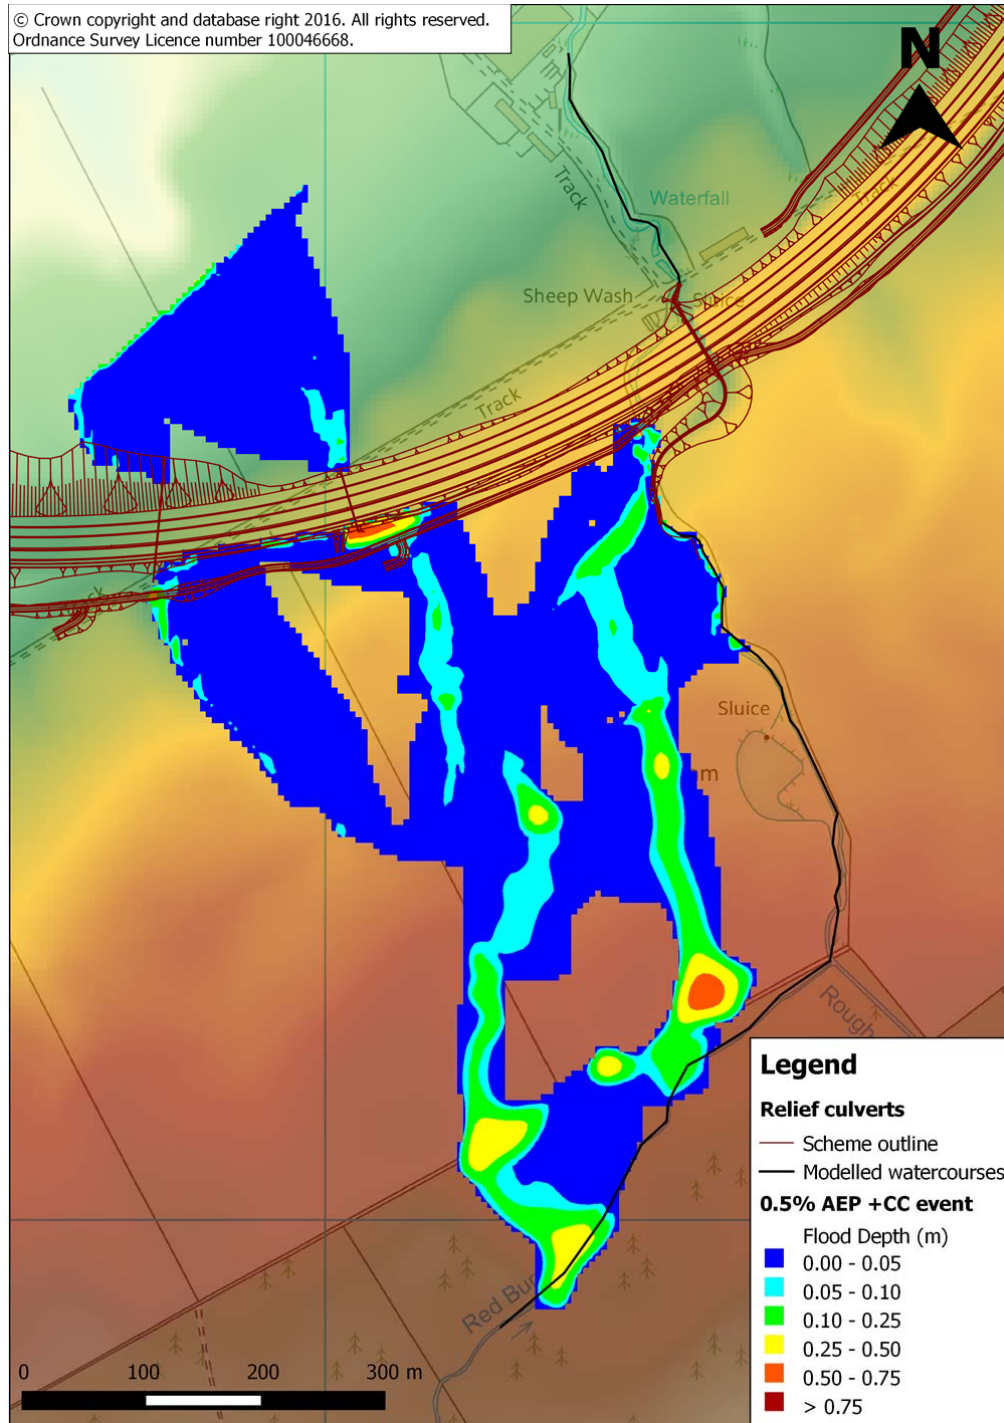 © Crown copyright and database right 2016. All rights reserved.
Ordnance Survey Licence number 100046668.
N
Track
Track
Waterfall
Sheep Wash
Sluice
Track
Sluice
Rough
Red Bur
Legend
Relief culverts
Scheme outline
Modelled watercourses
0.5% AEP +CC event
Flood Depth (m)
0.00 - 0.05
0.05 - 0.10
0.10 - 0.25
0.25 - 0.50
0.50 - 0.75
> 0.75
0 100 200 300 m